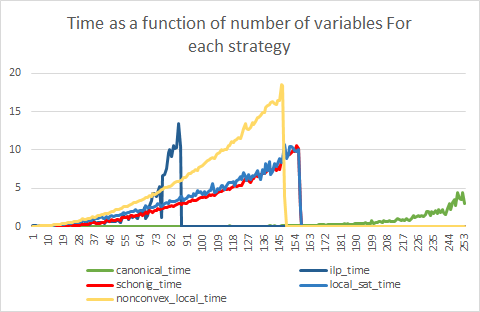 Time as a function of number of variables For
each strategy
20
15
10
5
0
1 10 19 28 37 46 55 64 73 82 91 100 109 118 127 136 145 154 163 172 181 190 199 208 217 226 235 244 253
canonical_time ilp_time
schonig_time local_sat_time
nonconvex_local_time